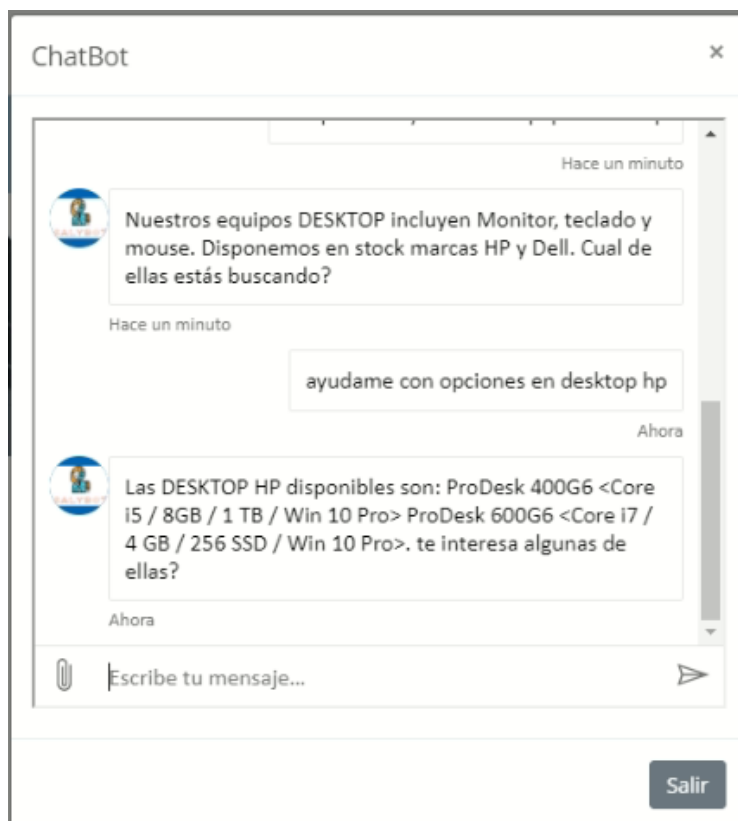 ChatBot
×
Hace un minuto
Nuestros equipos DESKTOP incluyen Monitor, teclado y
mouse. Disponemos en stock marcas HP y Dell. Cual de
ellas estás buscando?
Hace un minuto
ayudame con opciones en desktop hp
Ahora
Las DESKTOP HP disponibles son: ProDesk 400G6 <Core
i5 / 8GB / 1 TB / Win 10 Pro> ProDesk 600G6 <Core i7 /
4 GB / 256 SSD / Win 10 Pro>. te interesa algunas de
ellas?
Ahora
Escribe tu mensaje...
Salir